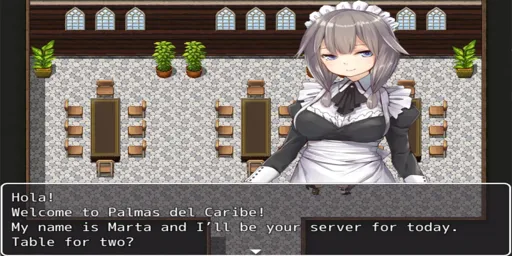 Hola!
Welcome to Palmas del Caribe!
My name is Marta and I'll be your server for today.
Table for two?